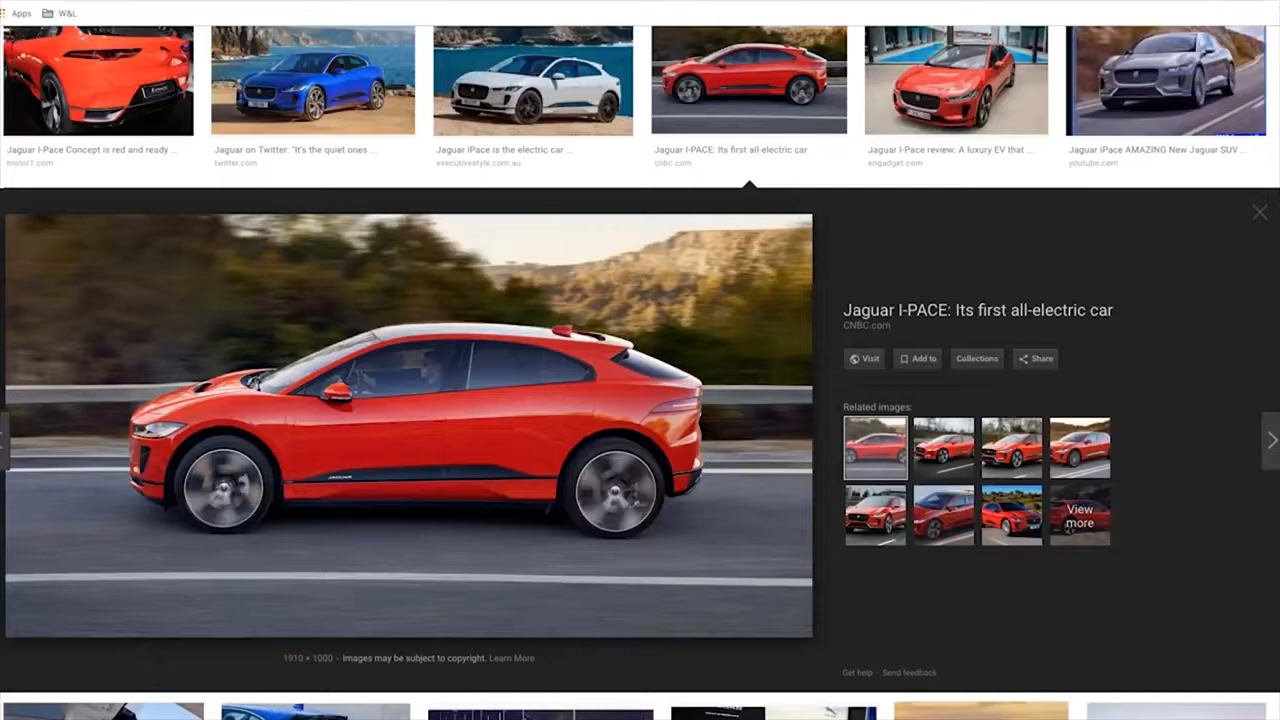 Apps W&L
Jaguar I-Pace Concept is red and ready ...
motor1.com
Jaguar on Twitter: "It's the quiet ones ...
twitter.com
Jaguar iPace is the electric car ...
executivestyle.com.au
Jaguar I-PACE: Its first all-electric car
cnbc.com
Jaguar I-Pace review: A luxury EV that ...
engadget.com
Jaguar iPace AMAZING New Jaguar SUV ...
youtube.com
JAGUAR
Jaguar I-PACE: Its first all-electric car
CNBC.com
Visit Add to Collections Share
Related images:
View
more
1910 × 1000 - Images may be subject to copyright. Learn More
Get help - Send feedback